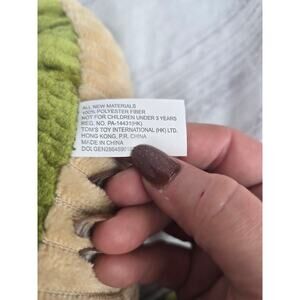 ALL NEW MATERIALS
100% POLYESTER FIBER
NOT FOR CHILDREN UNDER 3 YEARS
REG. NO. PA-14431(HK)
TOM'S TOY INTERNATIONAL (HK) LTD.
HONG KONG, P.R. CHINA
MADE IN CHINA